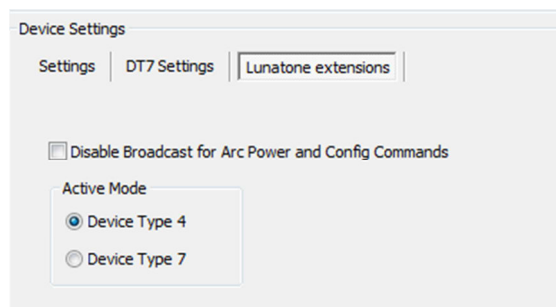 Device Settings
Settings DT7 Settings Lunatone extensions
Disable Broadcast for Arc Power and Config Commands
Active Mode
Device Type 4
Device Type 7